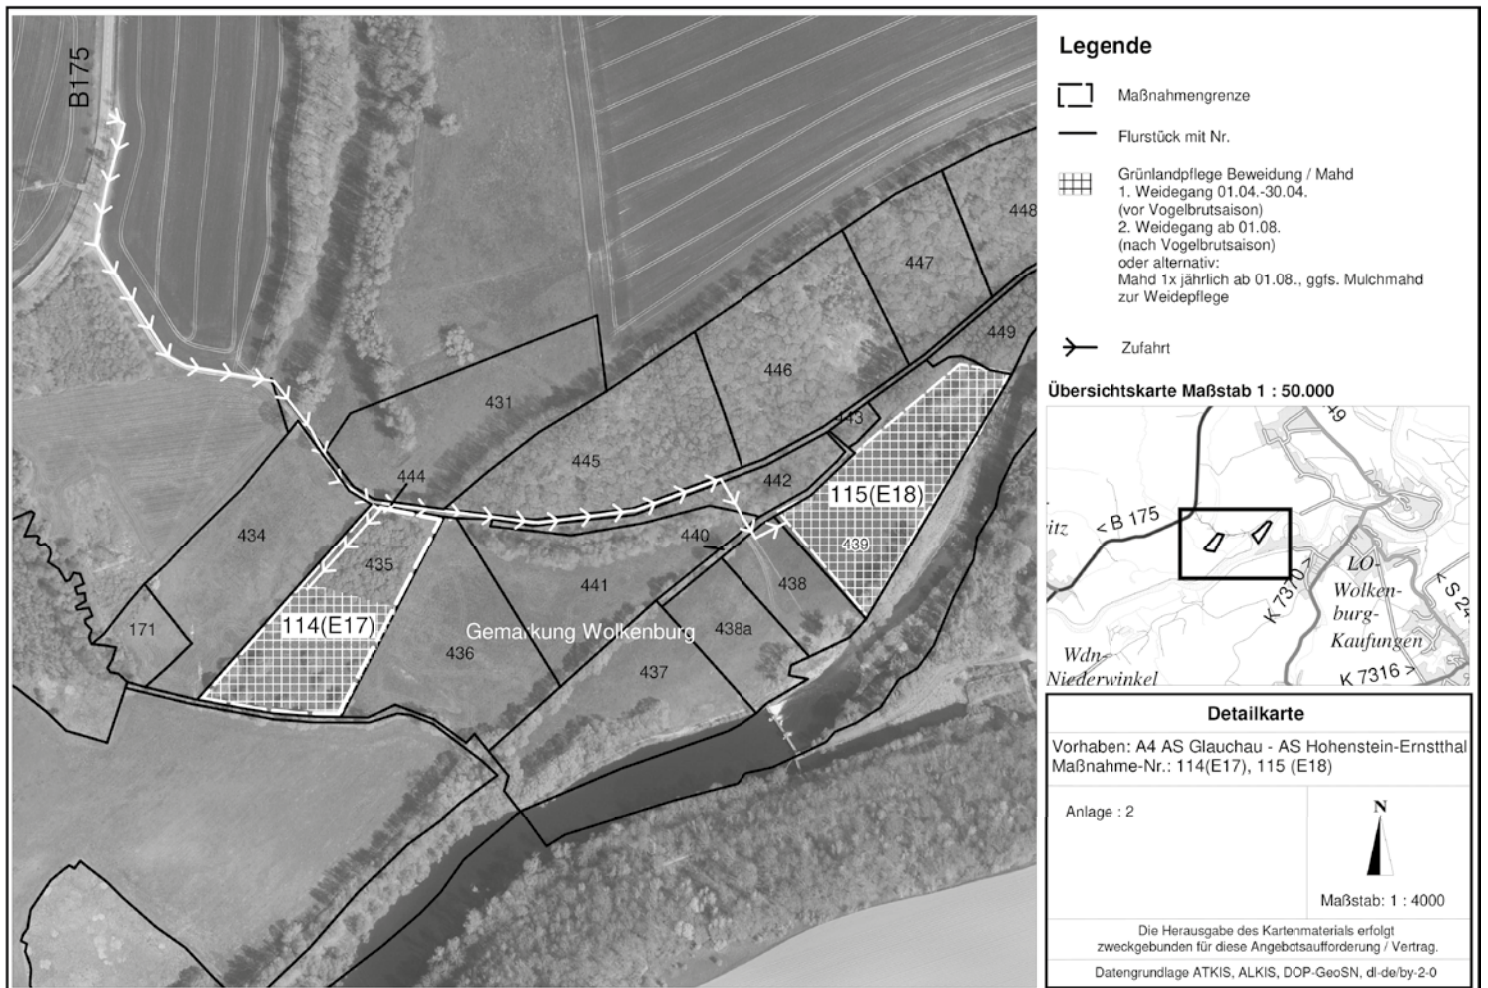 B175
448
447
449
446
431
443
445
444
442
115(E18)
434
440
439
435
441
438
171
114(E17)
438a
Gemarkung Wolkenburg
436
437
Legende
Maßnahmengrenze
Flurstück mit Nr.
Grünlandpflege Beweidung / Mahd
1. Weidegang 01.04.-30.04.
(vor Vogelbrutsaison)
2. Weidegang ab 01.08.
(nach Vogelbrutsaison)
oder alternativ:
Mahd 1x jährlich ab 01.08., ggfs. Mulchmahd
zur Weidepflege
Zufahrt
Übersichtskarte Maßstab 1 : 50.000
49
< B 175
itz
LO-
Wolken-
burg-
Kaufungen
K 7370 >
< S 24
Wdn-
Niederwinkel
K 7316 >
Detailkarte
Vorhaben: A4 AS Glauchau - AS Hohenstein-Ernstthal
Maßnahme-Nr.: 114(E17), 115 (E18)
Anlage : 2
N
Maßstab: 1 : 4000
Die Herausgabe des Kartenmaterials erfolgt
zweckgebunden für diese Angebotsaufforderung / Vertrag.
Datengrundlage ATKIS, ALKIS, DOP-GeoSN, dl-de/by-2-0